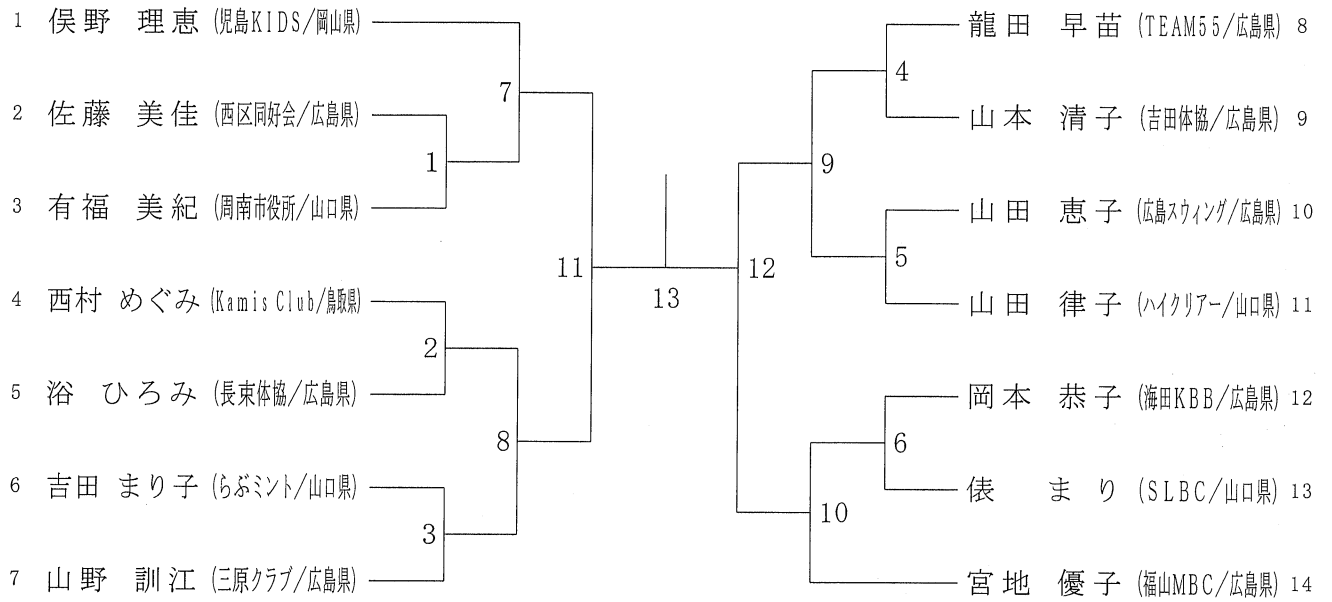 1 俣野 理恵 (児島KIDS/岡山県)
2 佐藤 美佳 (西区同好会/広島県)
3 有福 美紀 (周南市役所/山口県)
4 西村 めぐみ (Kamis Club/鳥取県)
5 浴 ひろみ (長束体協/広島県)
6 吉田 まり子 (らぶミント/山口県)
7 山野 訓江 (三原クラブ/広島県)
7
1
2
8
3
11
13
12
9
4
5
6
10
龍田 早苗 (TEAM55/広島県) 8
山本 清子 (吉田体協/広島県) 9
山田 恵子 (広島スウィング/広島県) 10
山田 律子 (ハイクリアー/山口県) 11
岡本 恭子 (海田KBB/広島県) 12
俵 まり (SLBC/山口県) 13
宮地 優子 (福山MBC/広島県) 14